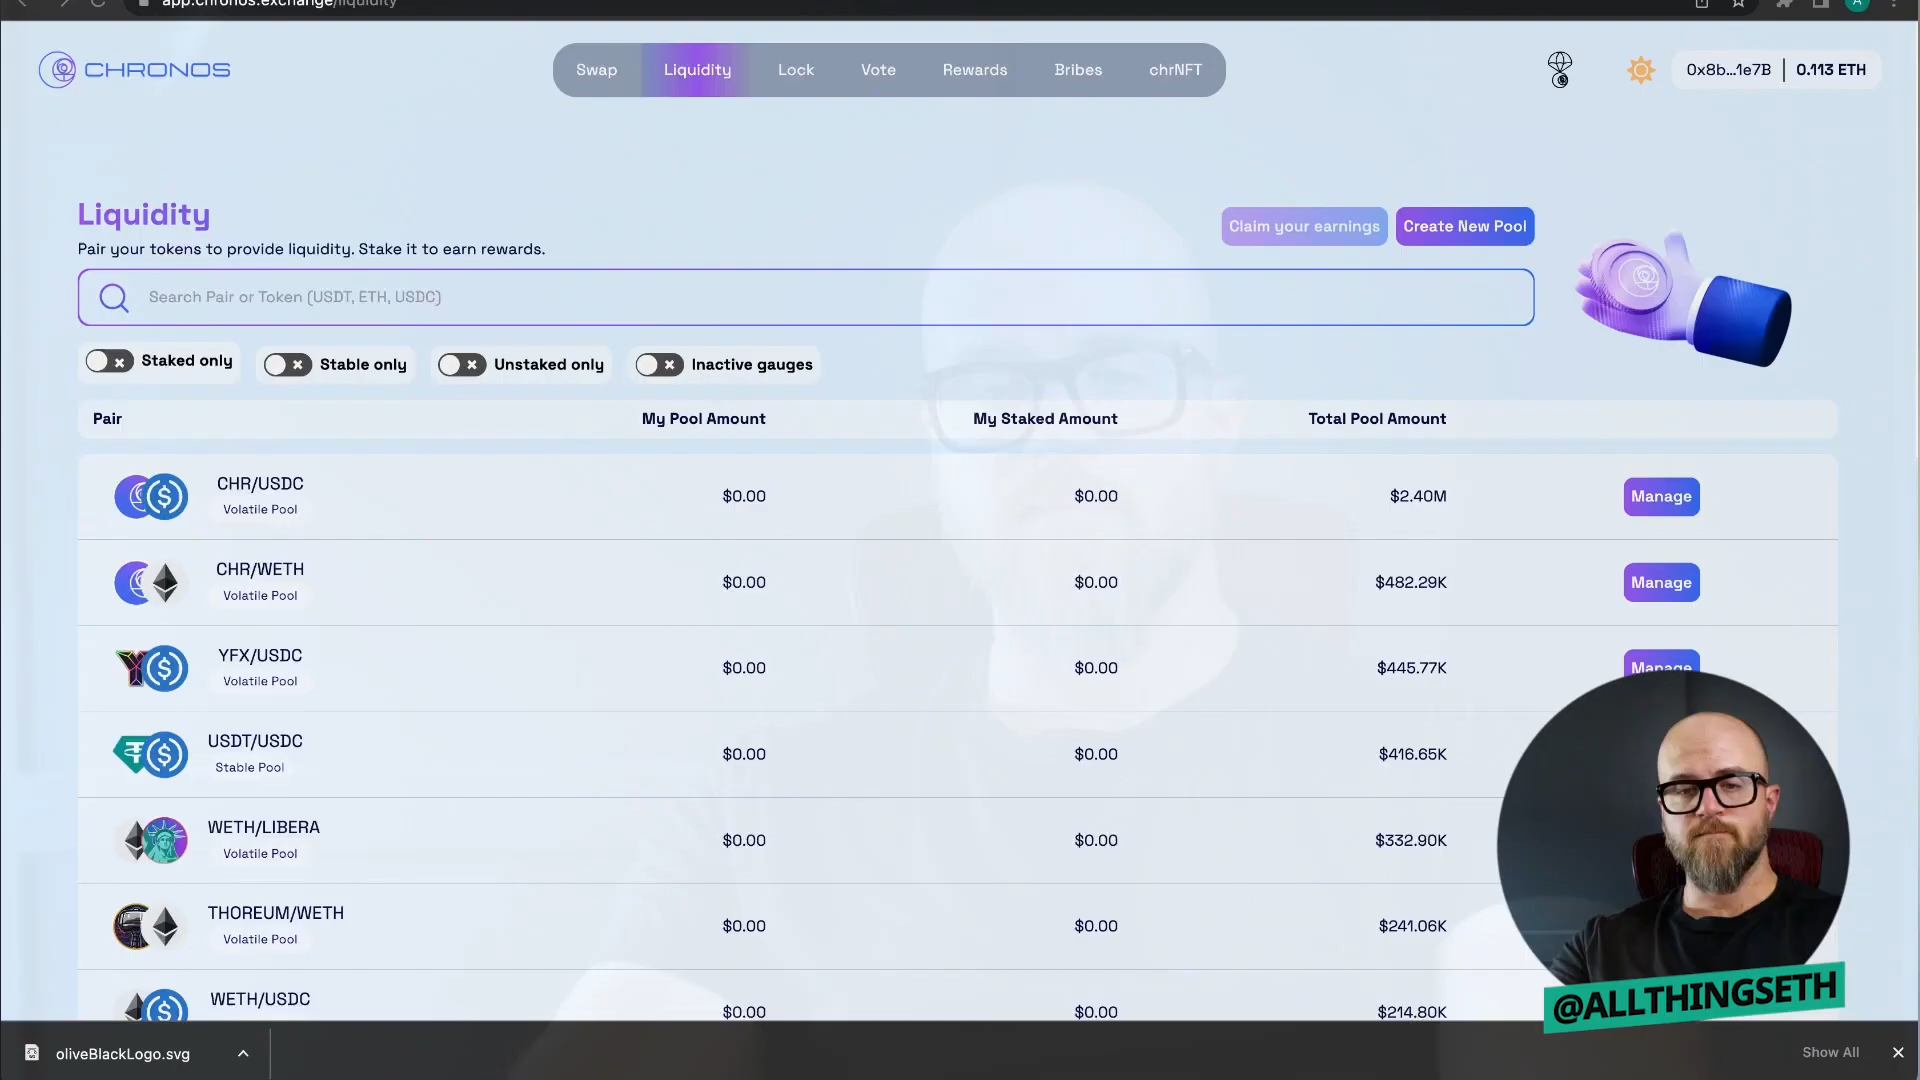 app.chronos.exchange/liquidity
A
CHRONOS
Swap
Liquidity
Lock
Vote
Rewards
Bribes
chrNFT
0x8b...1e7B | 0.113 ETH
Liquidity
Pair your tokens to provide liquidity. Stake it to earn rewards.
Claim your earnings
Create New Pool
Search Pair or Token (USDT, ETH, USDC)
Staked only
Stable only
Unstaked only
Inactive gauges
Pair
My Pool Amount
My Staked Amount
Total Pool Amount
CHR/USDC
Volatile Pool
$0.00
$0.00
$2.40M
Manage
CHR/WETH
Volatile Pool
$0.00
$0.00
$482.29K
Manage
YFX/USDC
Volatile Pool
$0.00
$0.00
$445.77K
Manage
USDT/USDC
Stable Pool
$0.00
$0.00
$416.65K
WETH/LIBERA
Volatile Pool
$0.00
$0.00
$332.90K
THOREUM/WETH
Volatile Pool
$0.00
$0.00
$241.06K
WETH/USDC
$0.00
$0.00
$214.80K
@ALLTHINGSETH
oliveBlackLogo.svg
Show All